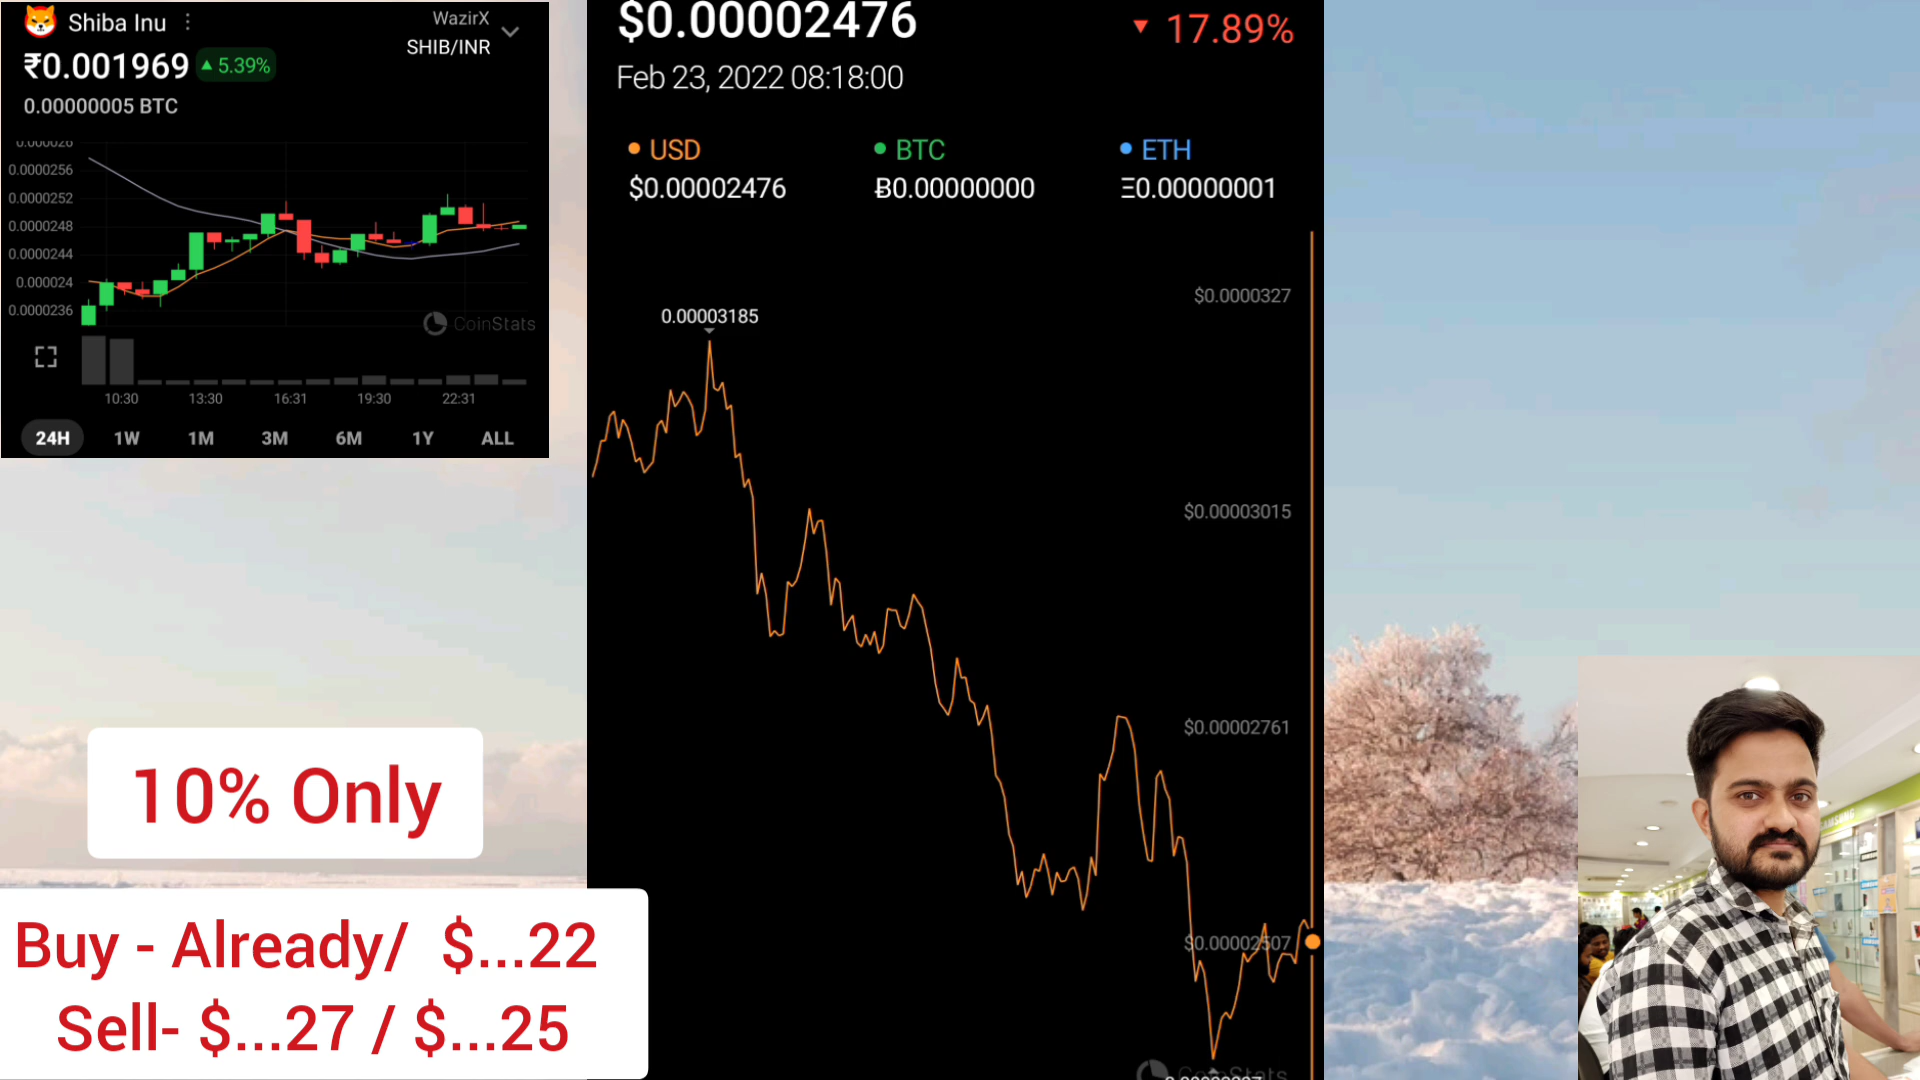 Shiba Inu
WazirX
SHIB/INR
₹0.001969 ▲ 5.39%
0.00000005 BTC
0.000026
0.0000256
0.0000252
0.0000248
0.0000244
0.000024
0.0000236
CoinStats
10:30 13:30 16:31 19:30 22:31
24H 1W 1M 3M 6M 1Y ALL
$0.00002476
▼ 17.89%
Feb 23, 2022 08:18:00
USD BTC ETH
$0.00002476 Ƀ0.00000000 Ξ0.00000001
$0.0000327
0.00003185
$0.00003015
$0.00002761
$0.00002507
CoinStats
10% Only
Buy - Already/ $...22
Sell- $...27 / $...25
SAMSUNG